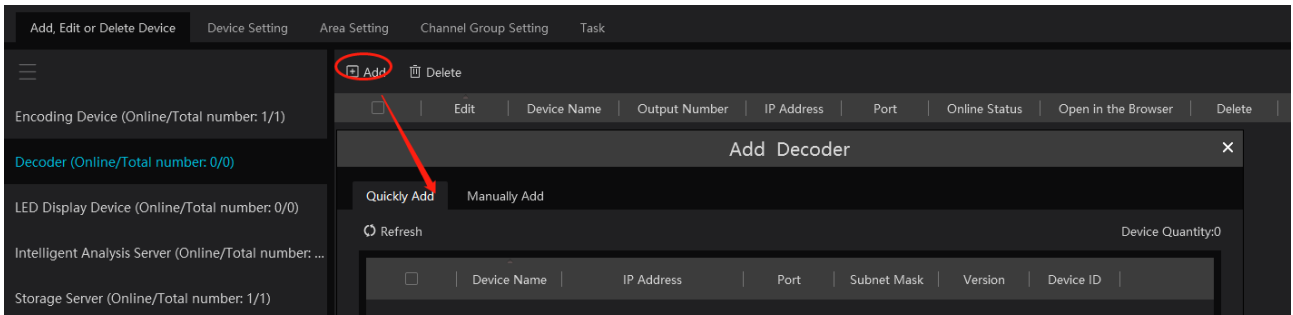 Add, Edit or Delete Device Device Setting Area Setting Channel Group Setting Task
Add Delete
Edit Device Name Output Number IP Address Port Online Status Open in the Browser Delete
Encoding Device (Online/Total number: 1/1)
Decoder (Online/Total number: 0/0)
LED Display Device (Online/Total number: 0/0)
Intelligent Analysis Server (Online/Total number: ...
Storage Server (Online/Total number: 1/1)
Add Decoder
Quickly Add Manually Add
Refresh Device Quantity:0
Device Name IP Address Port Subnet Mask Version Device ID